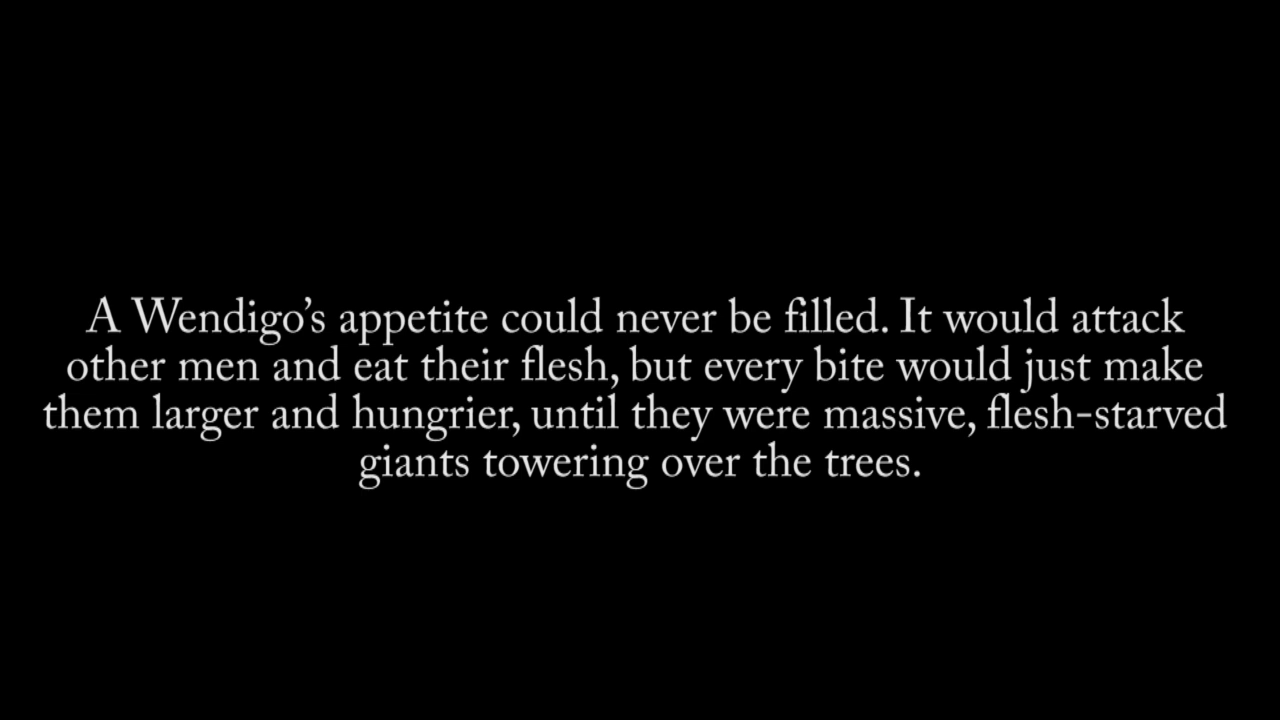 A Wendigo’s appetite could never be filled. It would attack
other men and eat their flesh, but every bite would just make
them larger and hungrier, until they were massive, flesh-starved
giants towering over the trees.